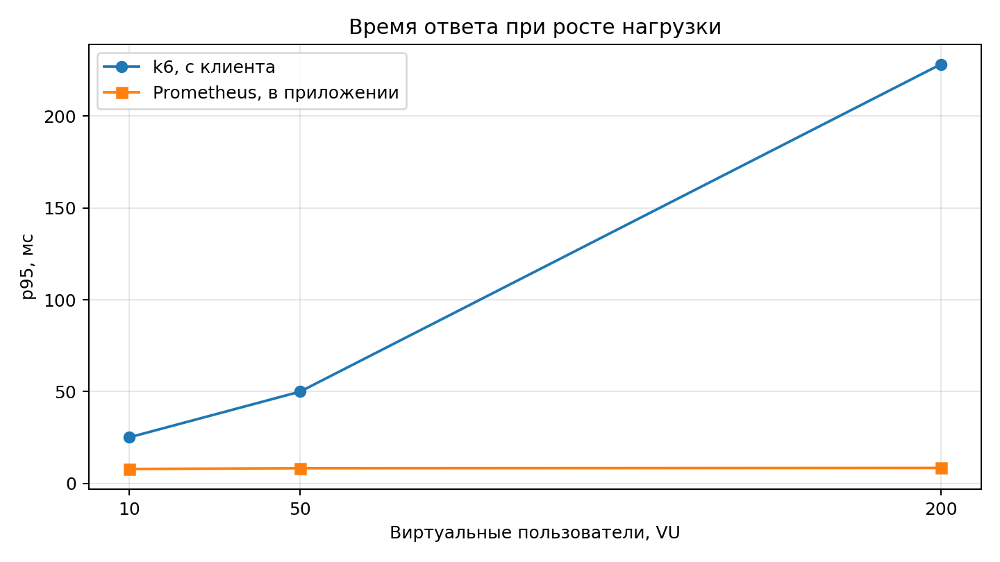 Время ответа при росте нагрузки
k6, с клиента
Prometheus, в приложении
p95, мс
200
150
100
50
0
10
50
200
Виртуальные пользователи, VU